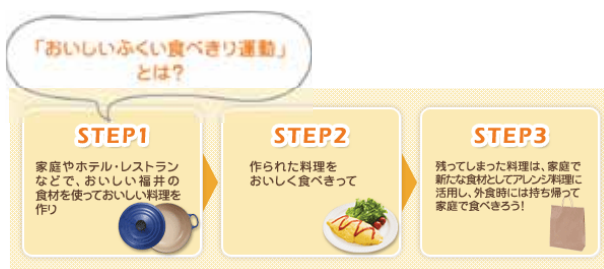 「おいしいふくい食べきり運動」
とは?
STEP1
家庭やホテル・レストラン
などで、おいしい福井の
食材を使っておいしい料理を
作り
STEP2
作られた料理を
おいしく食べきって
STEP3
残ってしまった料理は、家庭で
新たな食材としてアレンジ料理に
活用し、外食時には持ち帰って
家庭で食べきろう!